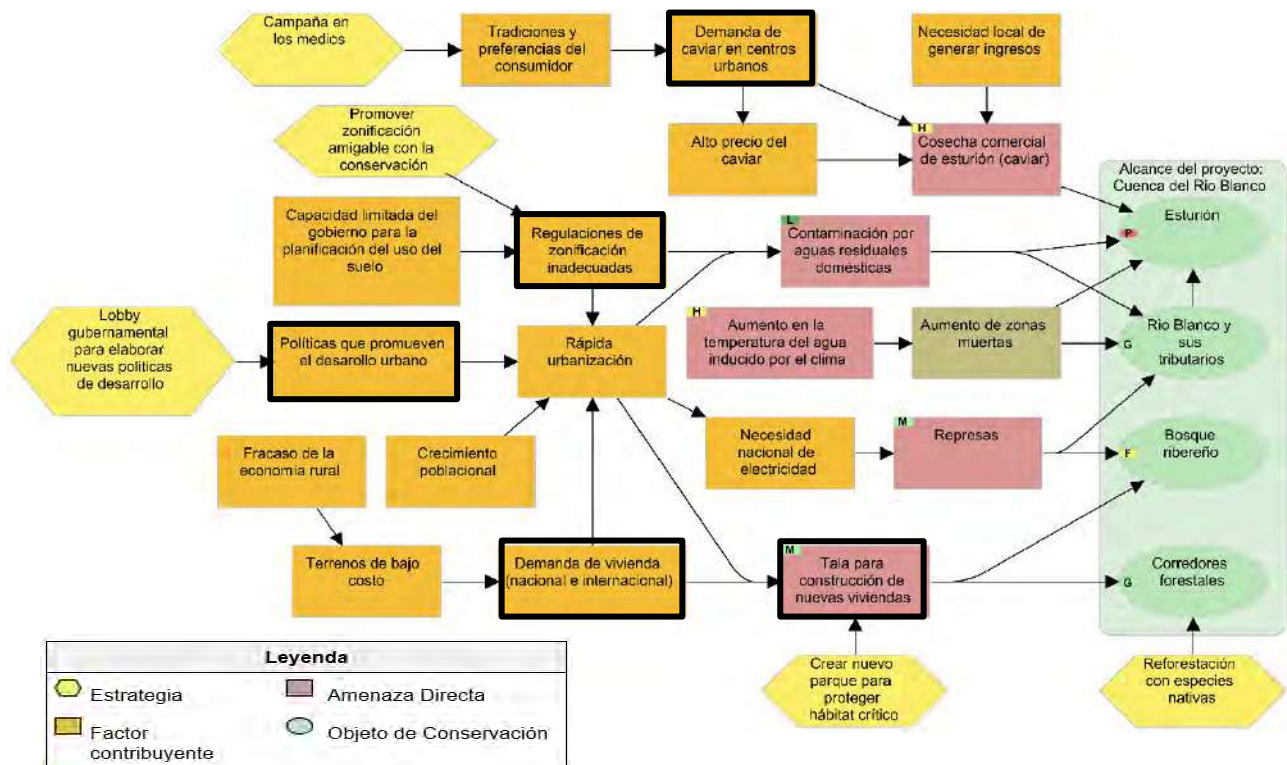 Campaña en
los medios
Tradiciones y
preferencias del
consumidor
Demanda de
caviar en centros
urbanos
Necesidad local de
generar ingresos
Promover
zonificación
amigable con la
conservación
Alto precio del
caviar
H
Cosecha comercial
de esturión (caviar)
Alcance del proyecto:
Cuenca del Rio Blanco
Esturión
P
Capacidad limitada del
gobierno para la
planificación del uso del
suelo
Regulaciones de
zonificación
inadecuadas
L
Contaminación por
aguas residuales
domésticas
Lobby
gubernamental
para elaborar
nuevas políticas
de desarrollo
Políticas que promueven
el desarollo urbano
Rápida
urbanización
H
Aumento en la
temperatura del agua
inducido por el clima
Aumento de zonas
muertas
Rio Blanco y
sus
tributarios
G
Fracaso de la
economía rural
Crecimiento
poblacional
Necesidad
nacional de
electricidad
M
Represas
Bosque
ribereño
F
Terrenos de bajo
costo
Demanda de vivienda
(nacional e internacional)
M
Tala para
construcción de
nuevas viviendas
Corredores
forestales
G
Crear nuevo
parque para
proteger
hábitat crítico
Reforestación
con especies
nativas
Leyenda
Estrategia
Amenaza Directa
Factor
contribuyente
Objeto de Conservación